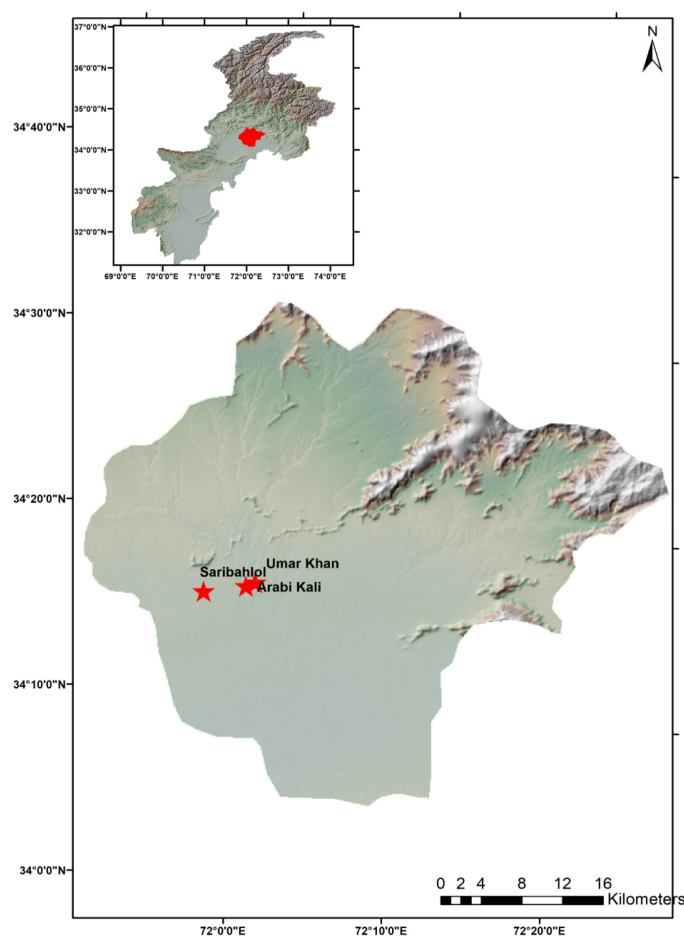 37°0'0"N
36°0'0"N
35°0'0"N
34°0'0"N
33°0'0"N
32°0'0"N
69°0'0"E 70°0'0"E 71°0'0"E 72°0'0"E 73°0'0"E 74°0'0"E
N
34°40'0"N
34°30'0"N
34°20'0"N
34°10'0"N
34°0'0"N
Umar Khan
Saribahlol
Arabi Kali
0 2 4 8 12 16
Kilometers
72°0'0"E 72°10'0"E 72°20'0"E